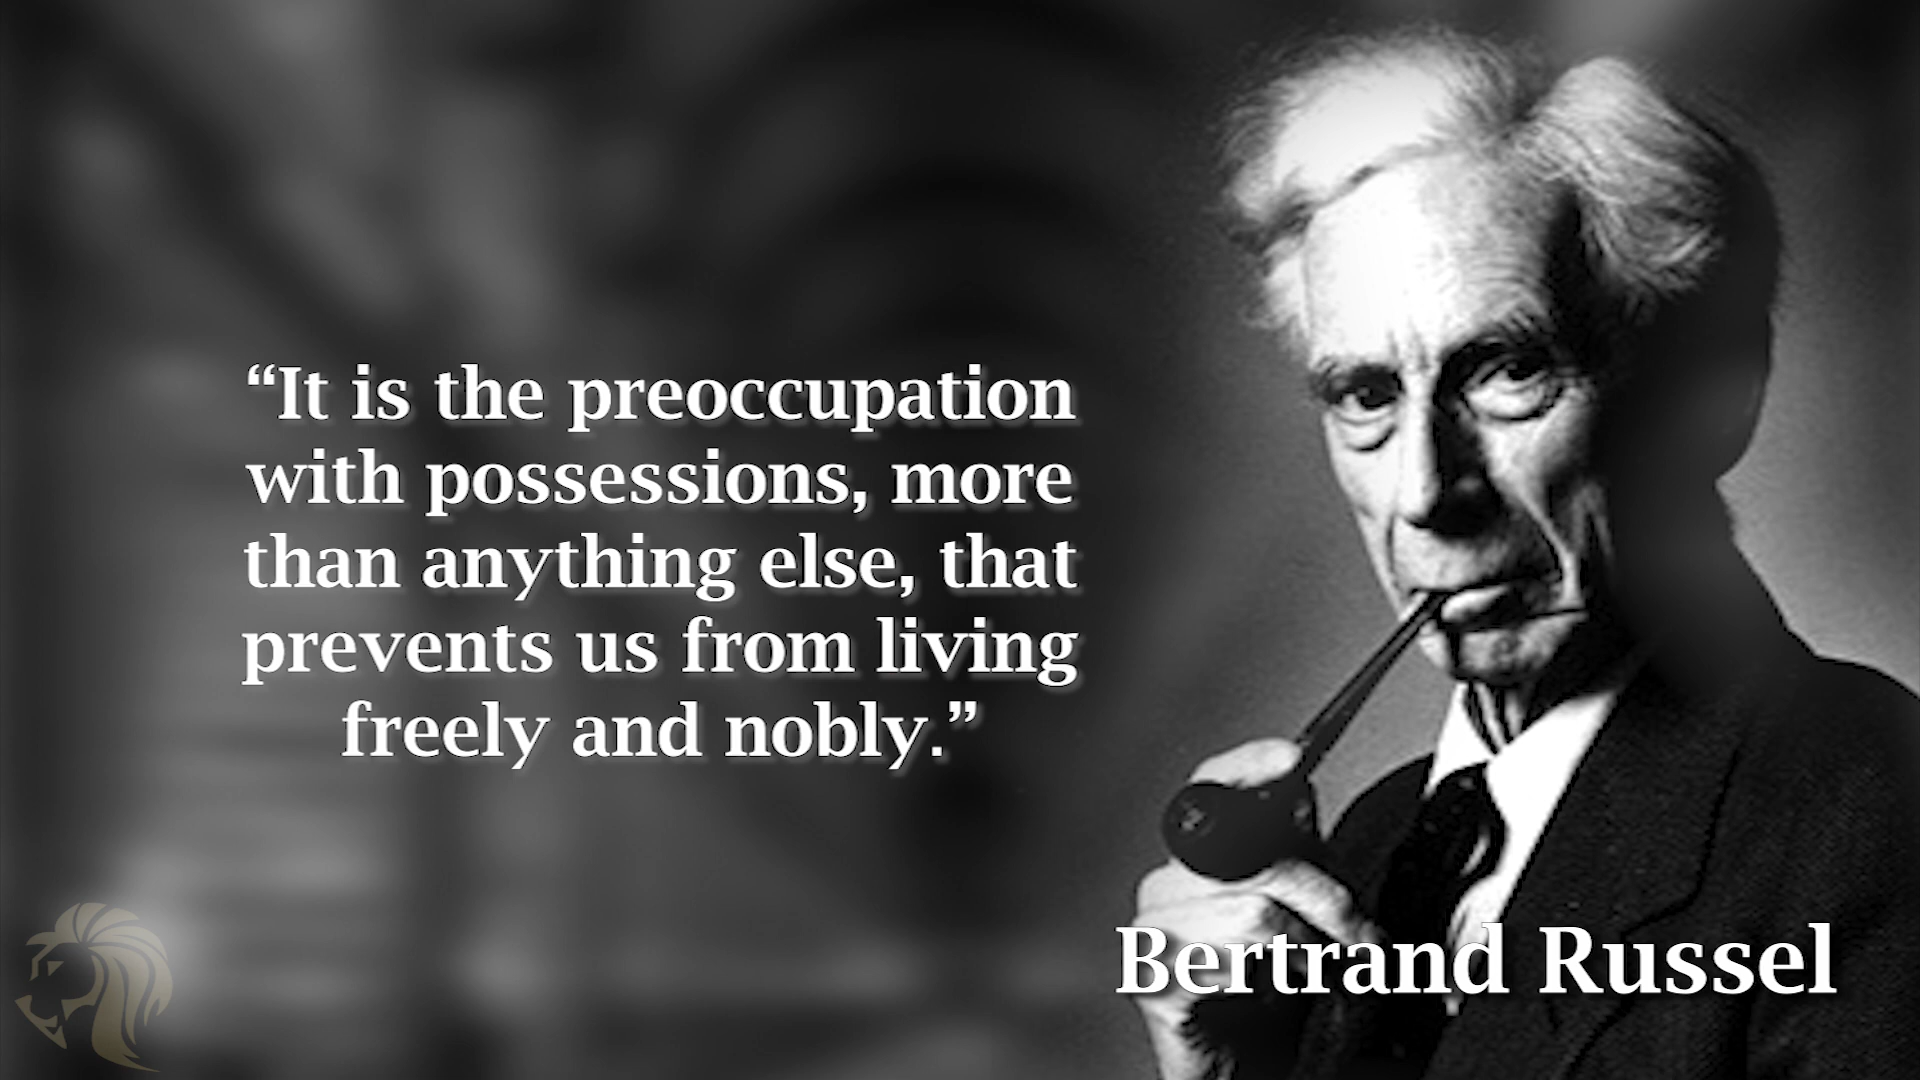 “It is the preoccupation
with possessions, more
than anything else, that
prevents us from living
freely and nobly.”
Bertrand Russel